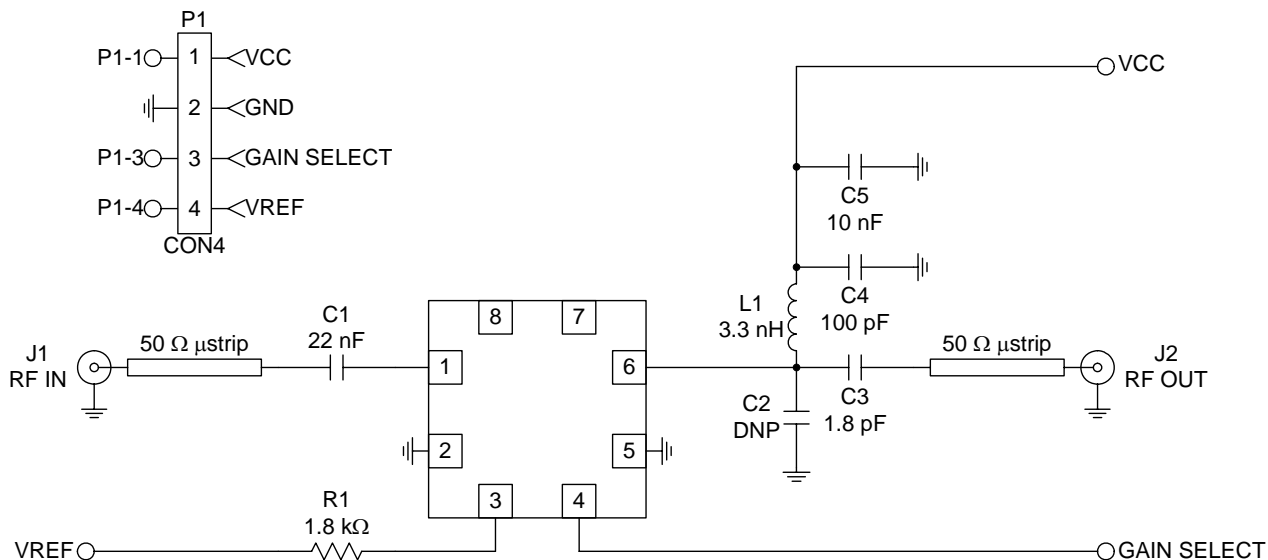 P1
P1-1 1 VCC
2 GND
P1-3 3 GAIN SELECT
P1-4 4 VREF
CON4
VCC
C5
10 nF
C4
100 pF
L1
3.3 nH
J1
RF IN
50 Ω µstrip
C1
22 nF
8 7
1 6
2 5
3 4
C2
DNP
C3
1.8 pF
50 Ω µstrip
J2
RF OUT
R1
1.8 kΩ
VREF
GAIN SELECT